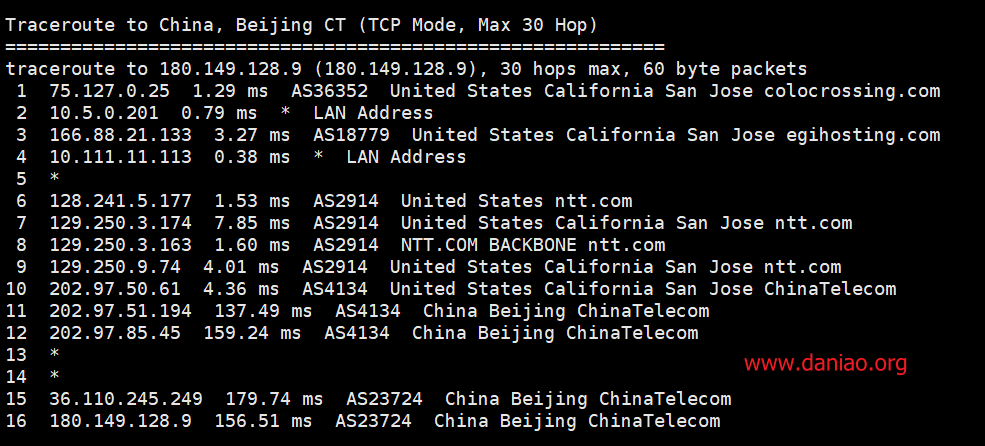 Traceroute to China, Beijing CT (TCP Mode, Max 30 Hop)
============================================================
traceroute to 180.149.128.9 (180.149.128.9), 30 hops max, 60 byte packets
1 75.127.0.25 1.29 ms AS36352 United States California San Jose colocrossing.com
2 10.5.0.201 0.79 ms * LAN Address
3 166.88.21.133 3.27 ms AS18779 United States California San Jose egihosting.com
4 10.111.11.113 0.38 ms * LAN Address
5 *
6 128.241.5.177 1.53 ms AS2914 United States ntt.com
7 129.250.3.174 7.85 ms AS2914 United States California San Jose ntt.com
8 129.250.3.163 1.60 ms AS2914 NTT.COM BACKBONE ntt.com
9 129.250.9.74 4.01 ms AS2914 United States California San Jose ntt.com
10 202.97.50.61 4.36 ms AS4134 United States California San Jose ChinaTelecom
11 202.97.51.194 137.49 ms AS4134 China Beijing ChinaTelecom
12 202.97.85.45 159.24 ms AS4134 China Beijing ChinaTelecom
13 *
14 *
www.daniao.org
15 36.110.245.249 179.74 ms AS23724 China Beijing ChinaTelecom
16 180.149.128.9 156.51 ms AS23724 China Beijing ChinaTelecom